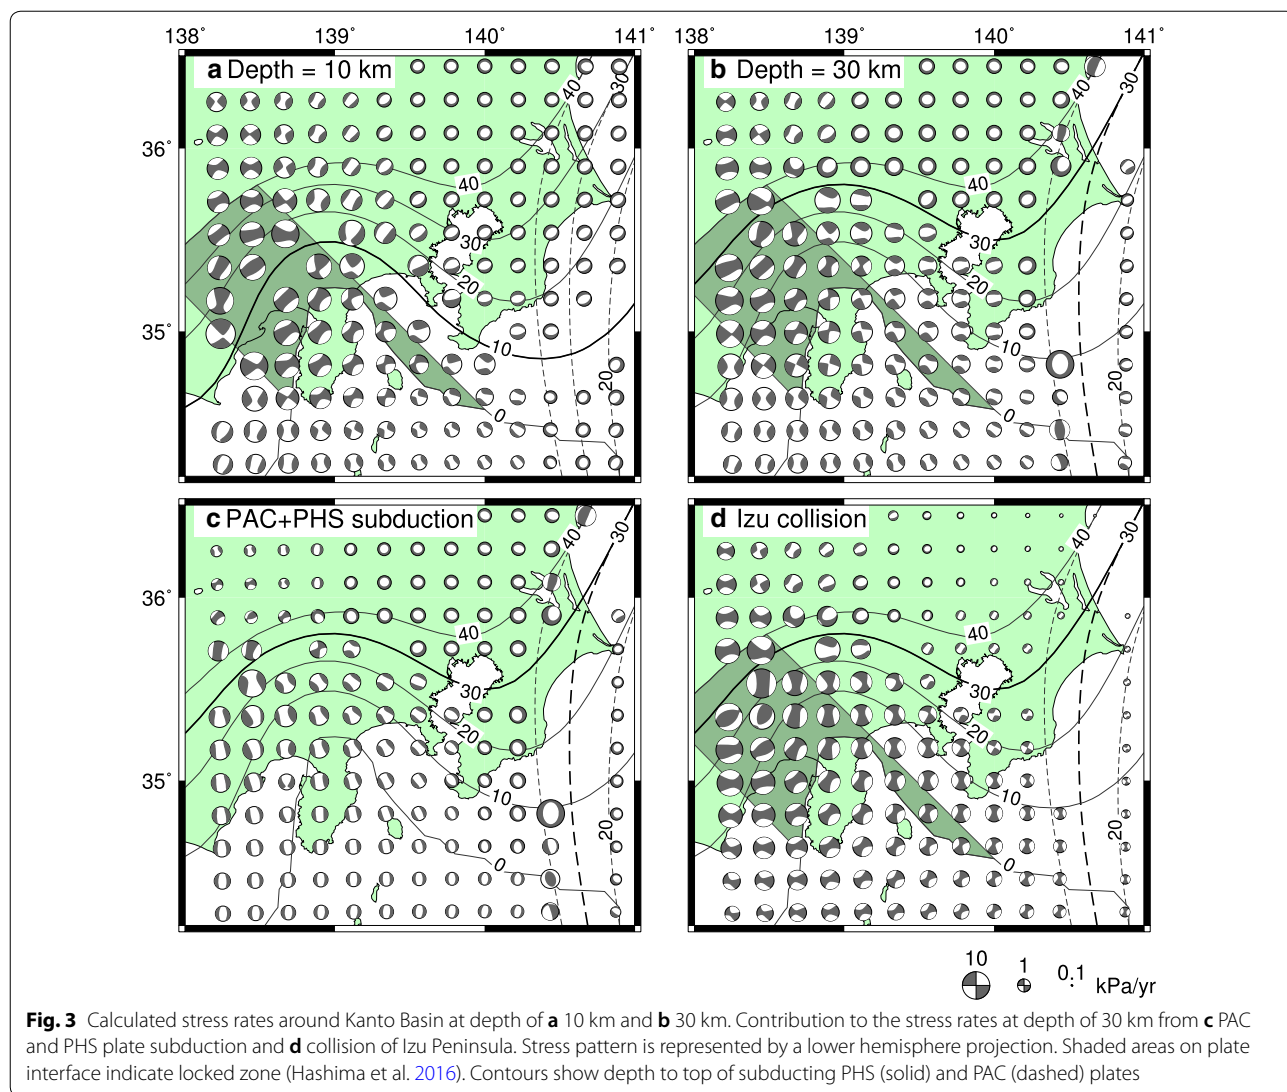 138˚ 139˚ 140˚ 141˚ 138˚ 139˚ 140˚ 141˚
a Depth = 10 km
b Depth = 30 km
40 30 40 30
36˚
40 40
30 30
20 20
35˚
10 10
20 20
0 0
c PAC+PHS subduction
d Izu collision
40 30 40 30
36˚
40 40
30 30
20 20
35˚
10 10
20 20
0 0
10 1 0.1 kPa/yr
Fig. 3 Calculated stress rates around Kanto Basin at depth of a 10 km and b 30 km. Contribution to the stress rates at depth of 30 km from c PAC
and PHS plate subduction and d collision of Izu Peninsula. Stress pattern is represented by a lower hemisphere projection. Shaded areas on plate
interface indicate locked zone (Hashima et al. 2016). Contours show depth to top of subducting PHS (solid) and PAC (dashed) plates